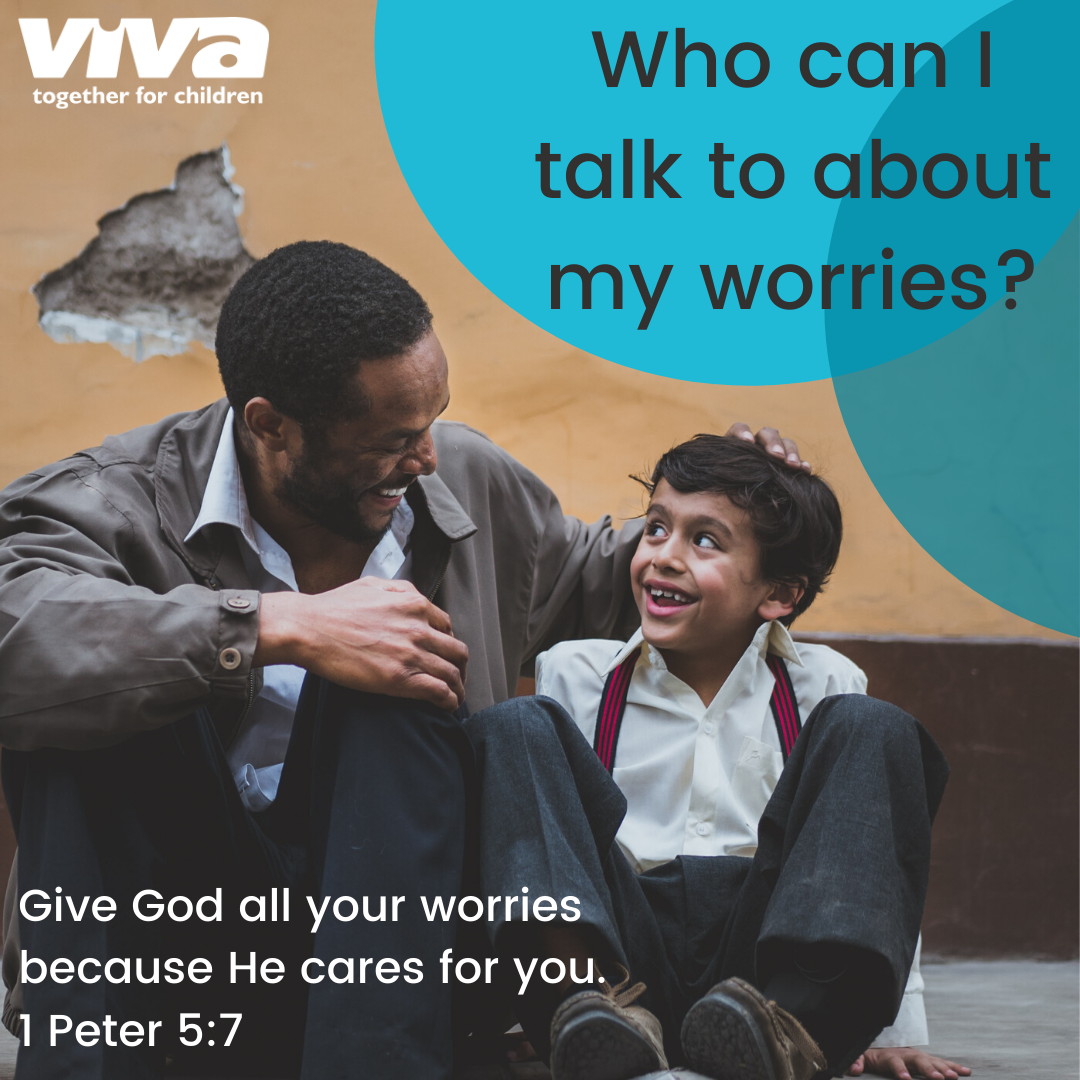 viva
together for children
Who can I
talk to about
my worries?
Give God all your worries
because He cares for you.
1 Peter 5:7